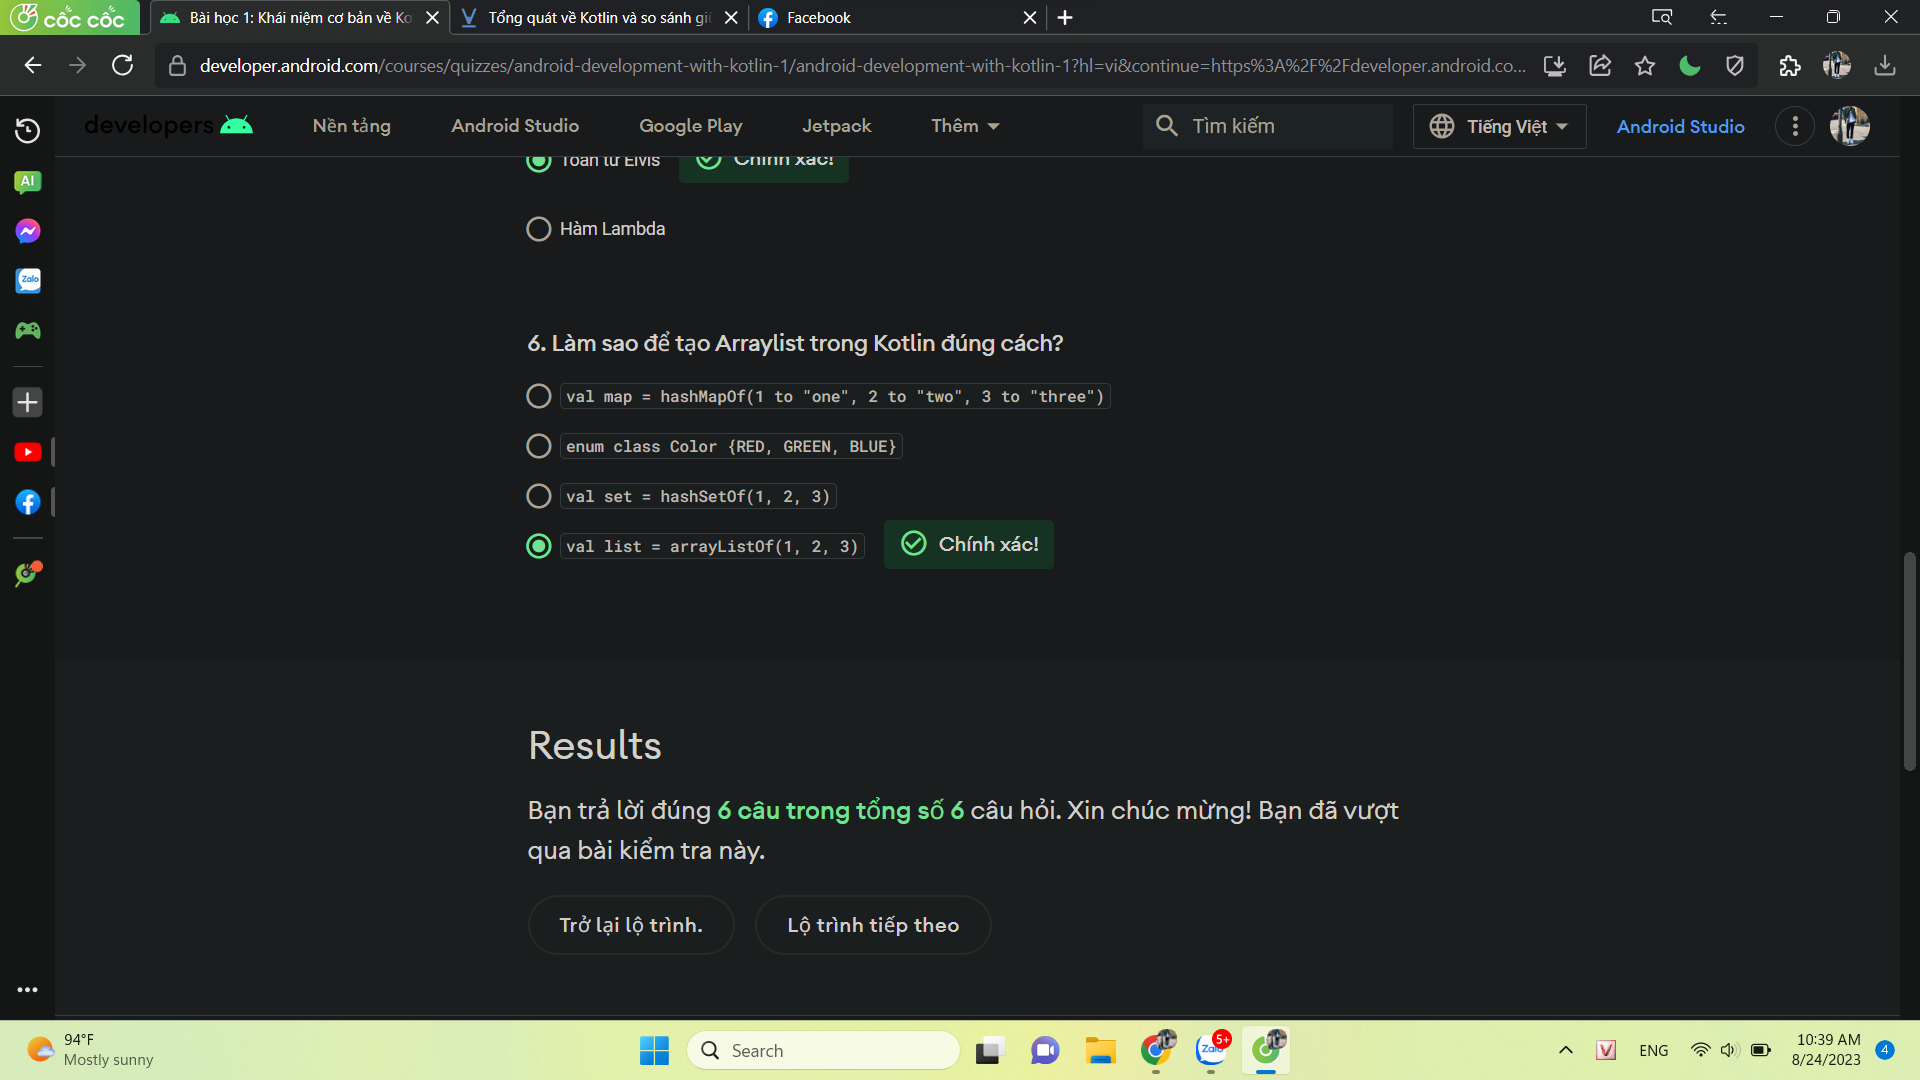 cốc cốc
Bài học 1: Khái niệm cơ bản về Ko
Tổng quát về Kotlin và so sánh gi
Facebook
developer.android.com/courses/quizzes/android-development-with-kotlin-1/android-development-with-kotlin-1?hl=vi&continue=https%3A%2F%2Fdeveloper.android.co...
developers
Nền tảng
Android Studio
Google Play
Jetpack
Thêm
Tìm kiếm
Tiếng Việt
Android Studio
AI
Zalo
Toán tử Elvis
Chính xác!
Hàm Lambda
6. Làm sao để tạo Arraylist trong Kotlin đúng cách?
val map = hashMapOf(1 to "one", 2 to "two", 3 to "three")
enum class Color {RED, GREEN, BLUE}
val set = hashSetOf(1, 2, 3)
val list = arrayListOf(1, 2, 3)
Chính xác!
Results
Bạn trả lời đúng 6 câu trong tổng số 6 câu hỏi. Xin chúc mừng! Bạn đã vượt
qua bài kiểm tra này.
Trở lại lộ trình.
Lộ trình tiếp theo
94°F
Mostly sunny
Search
Zalo
5+
V
ENG
10:39 AM
8/24/2023
4